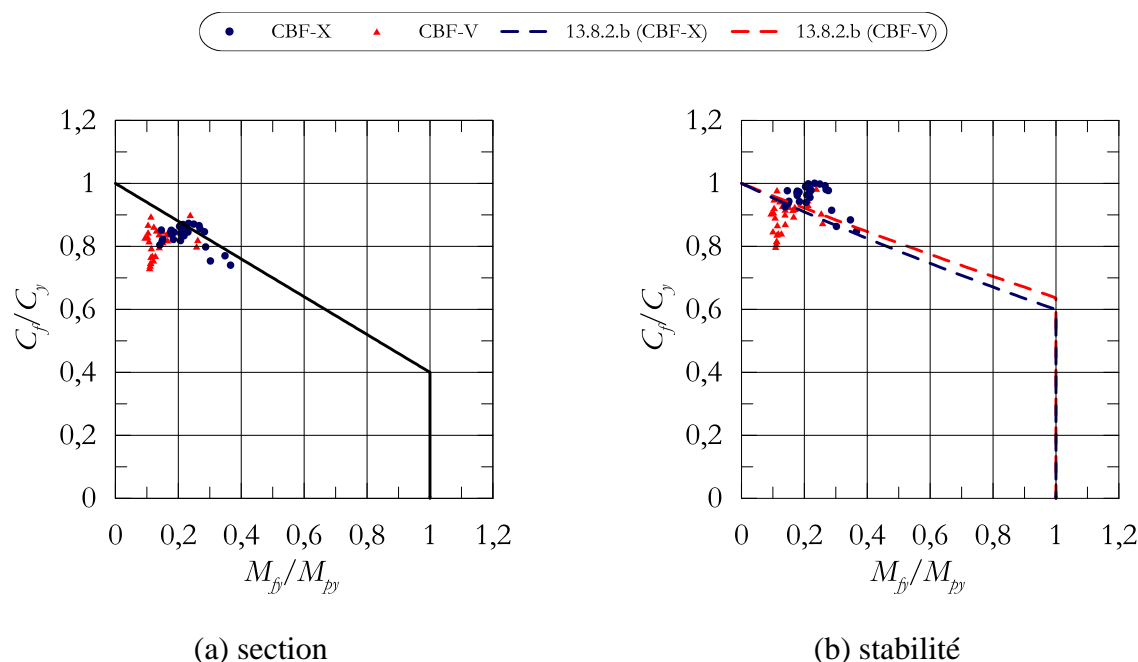 CBF-X CBF-V 13.8.2.b (CBF-X) 13.8.2.b (CBF-V)
1,2
1
0,8
0,6
0,4
0,2
0
C_f/C_y
0 0,2 0,4 0,6 0,8 1 1,2
M_fy/M_py
(a) section
1,2
1
0,8
0,6
0,4
0,2
0
C_f/C_y
0 0,2 0,4 0,6 0,8 1 1,2
M_fy/M_py
(b) stabilité